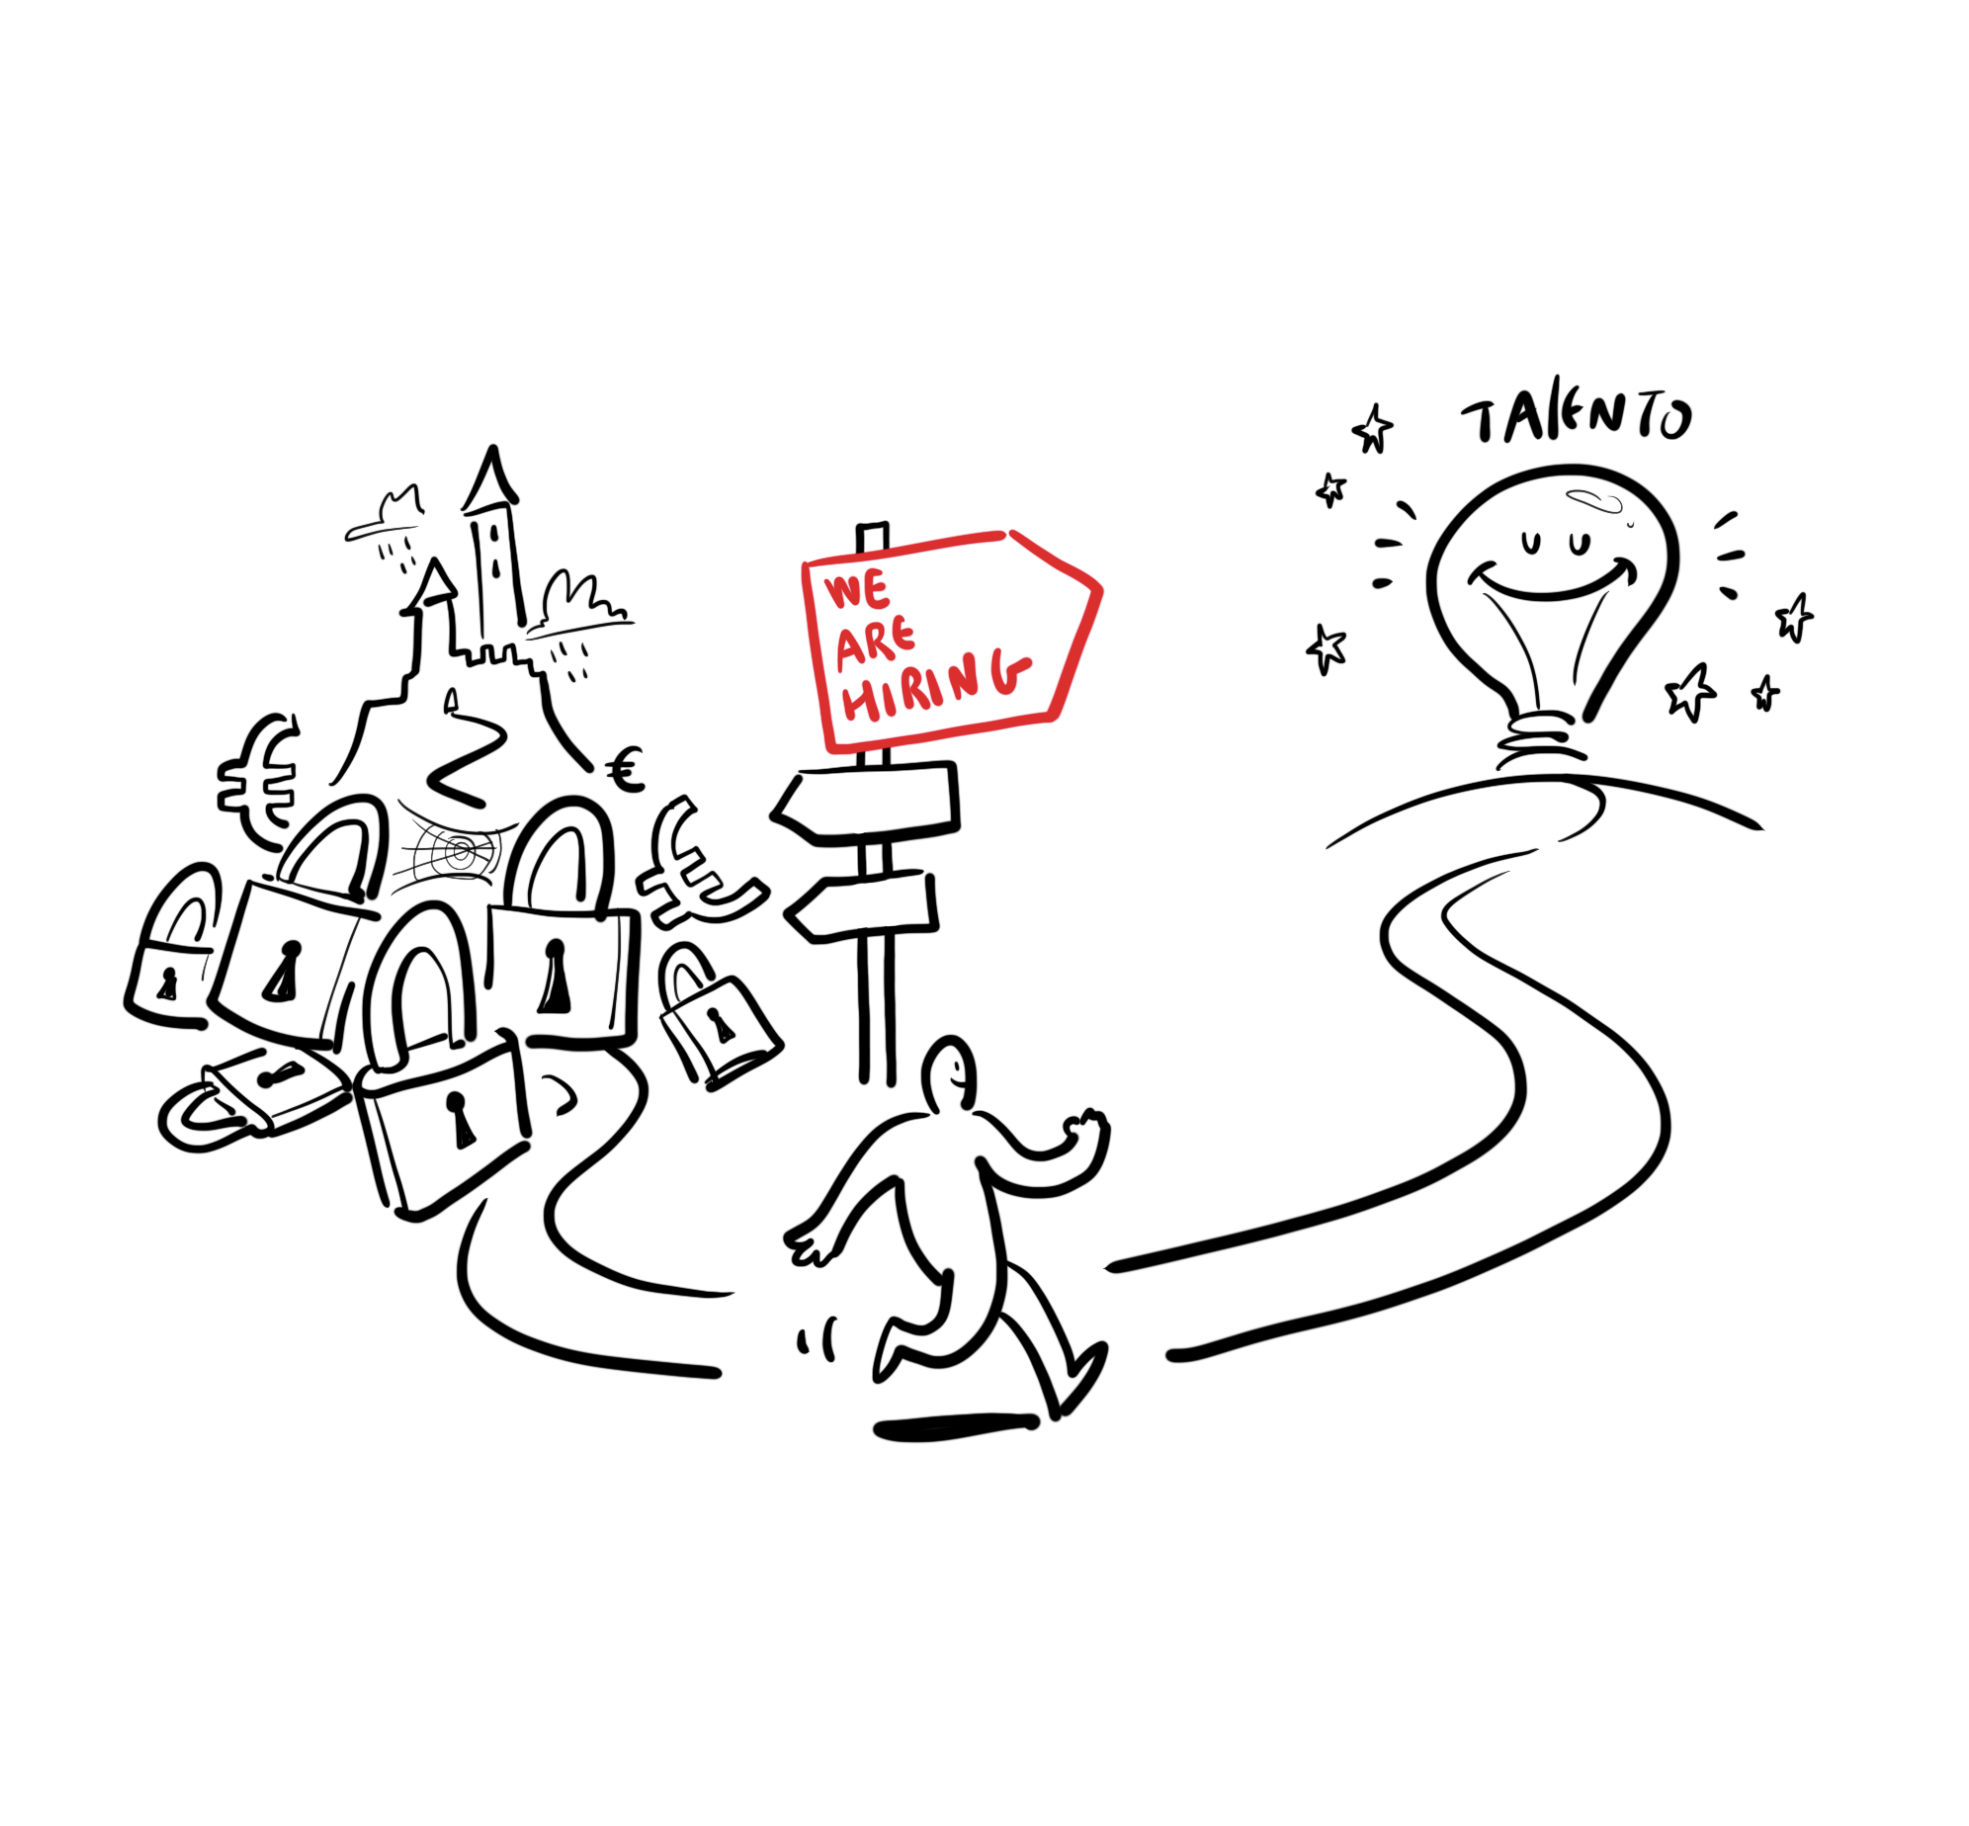 TALENTO
WE
ARE
HIRING
€
€
€